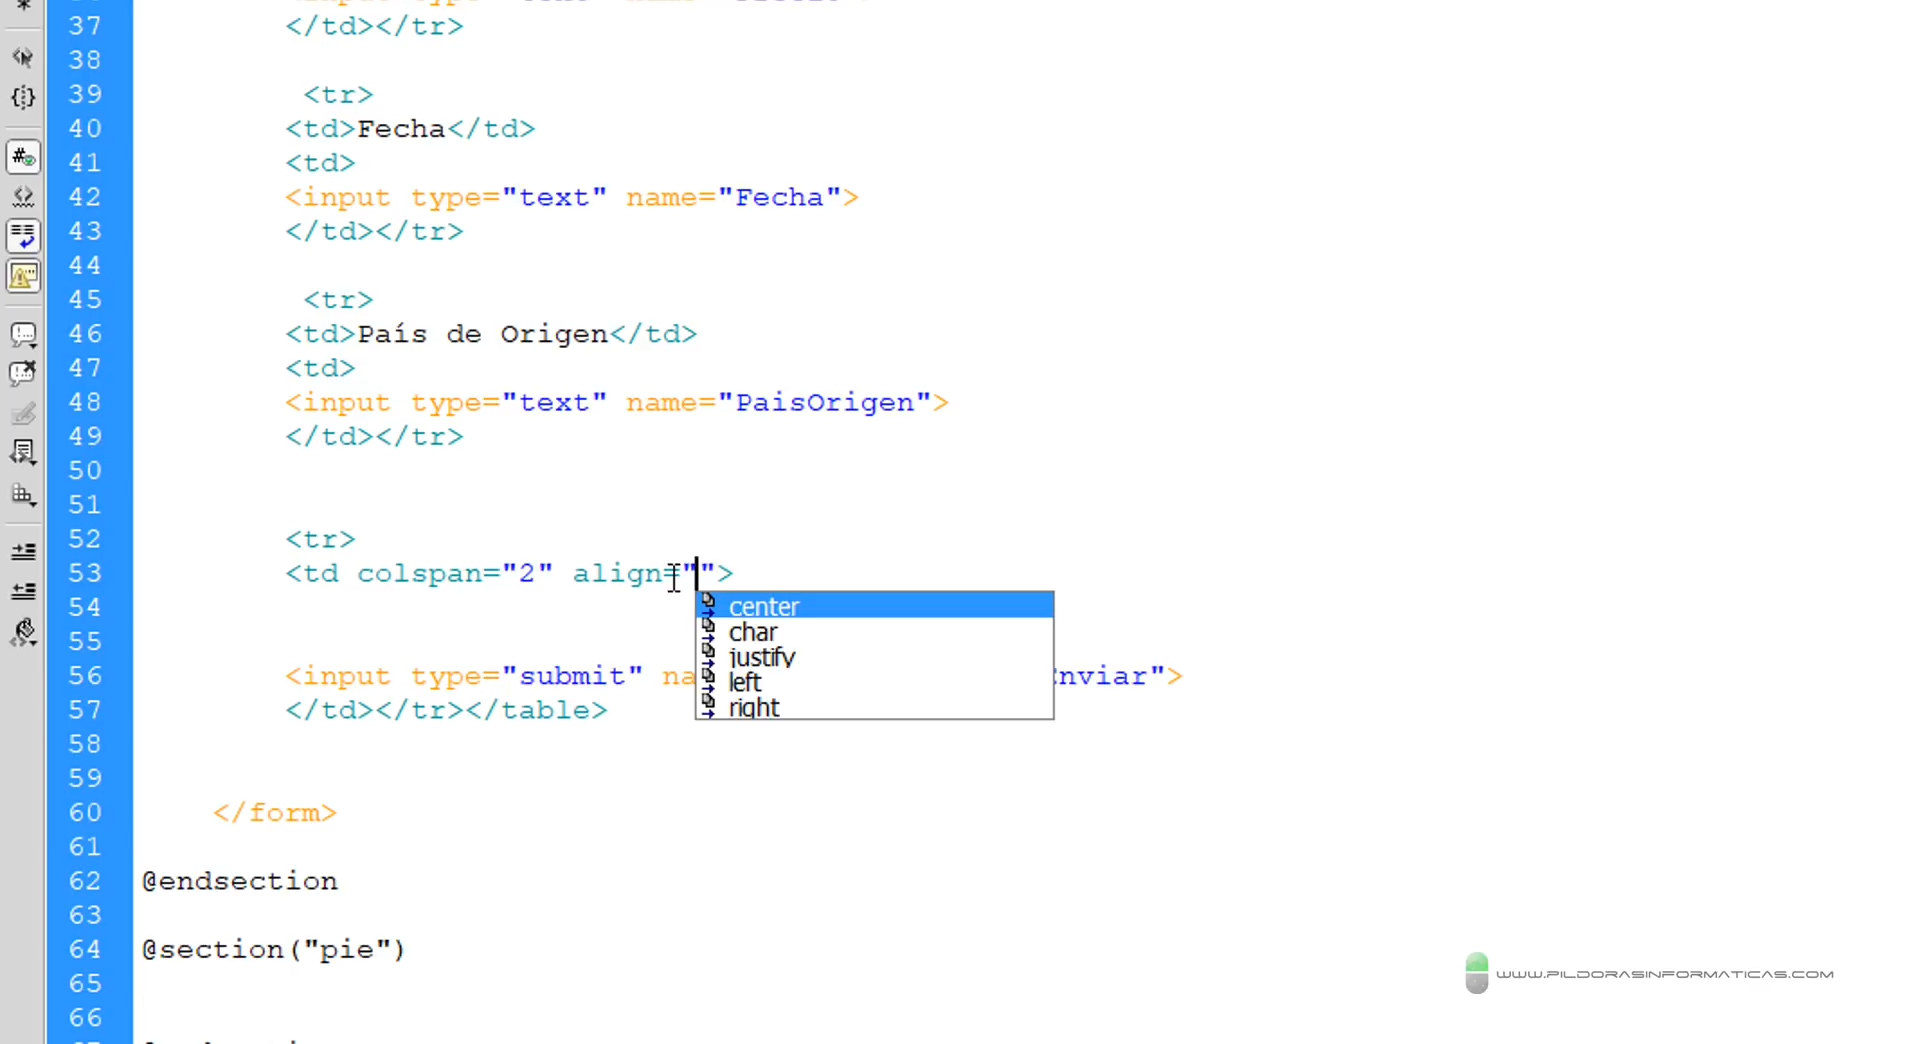 37 </td></tr>
38
39 <tr>
40 <td>Fecha</td>
41 <td>
42 <input type="text" name="Fecha">
43 </td></tr>
44
45 <tr>
46 <td>País de Origen</td>
47 <td>
48 <input type="text" name="PaisOrigen">
49 </td></tr>
50
51
52 <tr>
53 <td colspan="2" align="">
center
54
char
55
justify
56 <input type="submit" na nviar">
left
57 </td></tr></table>
right
58
59
60 </form>
61
62 @endsection
63
64 @section("pie")
65
WWW.PILDORASINFORMATICAS.COM
66